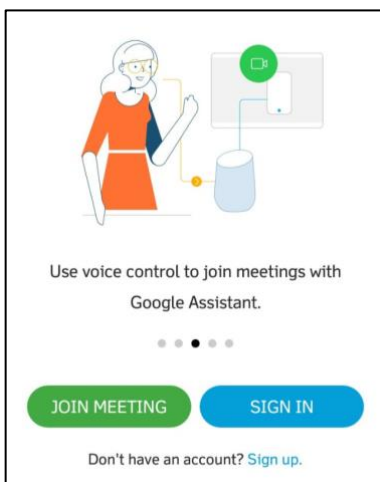 Use voice control to join meetings with
Google Assistant.
JOIN MEETING
SIGN IN
Don't have an account? Sign up.